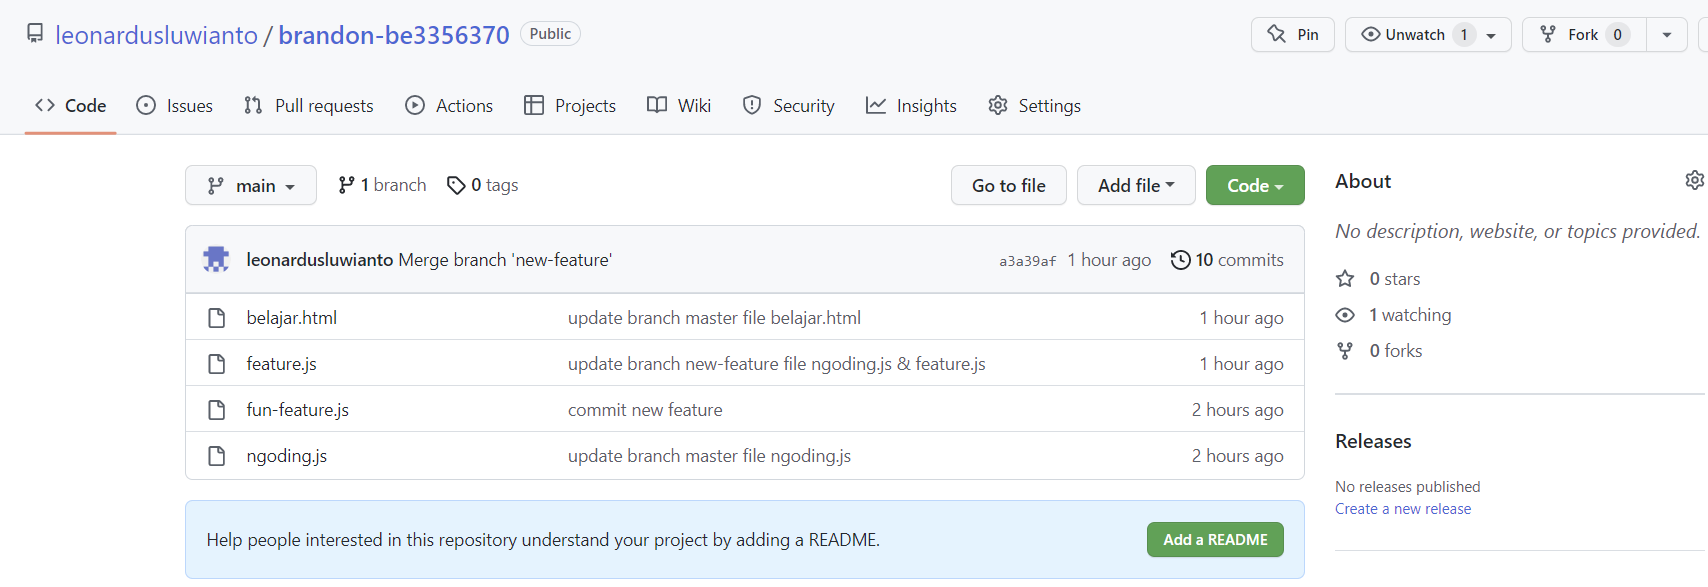 leonardusluwianto / brandon-be3356370 Public
Pin Unwatch 1 Fork 0
Code Issues Pull requests Actions Projects Wiki Security Insights Settings
main 1 branch 0 tags Go to file Add file Code
leonardusluwianto Merge branch 'new-feature' a3a39af 1 hour ago 10 commits
belajar.html update branch master file belajar.html 1 hour ago
feature.js update branch new-feature file ngoding.js & feature.js 1 hour ago
fun-feature.js commit new feature 2 hours ago
ngoding.js update branch master file ngoding.js 2 hours ago
Help people interested in this repository understand your project by adding a README. Add a README
About
No description, website, or topics provided.
0 stars
1 watching
0 forks
Releases
No releases published
Create a new release